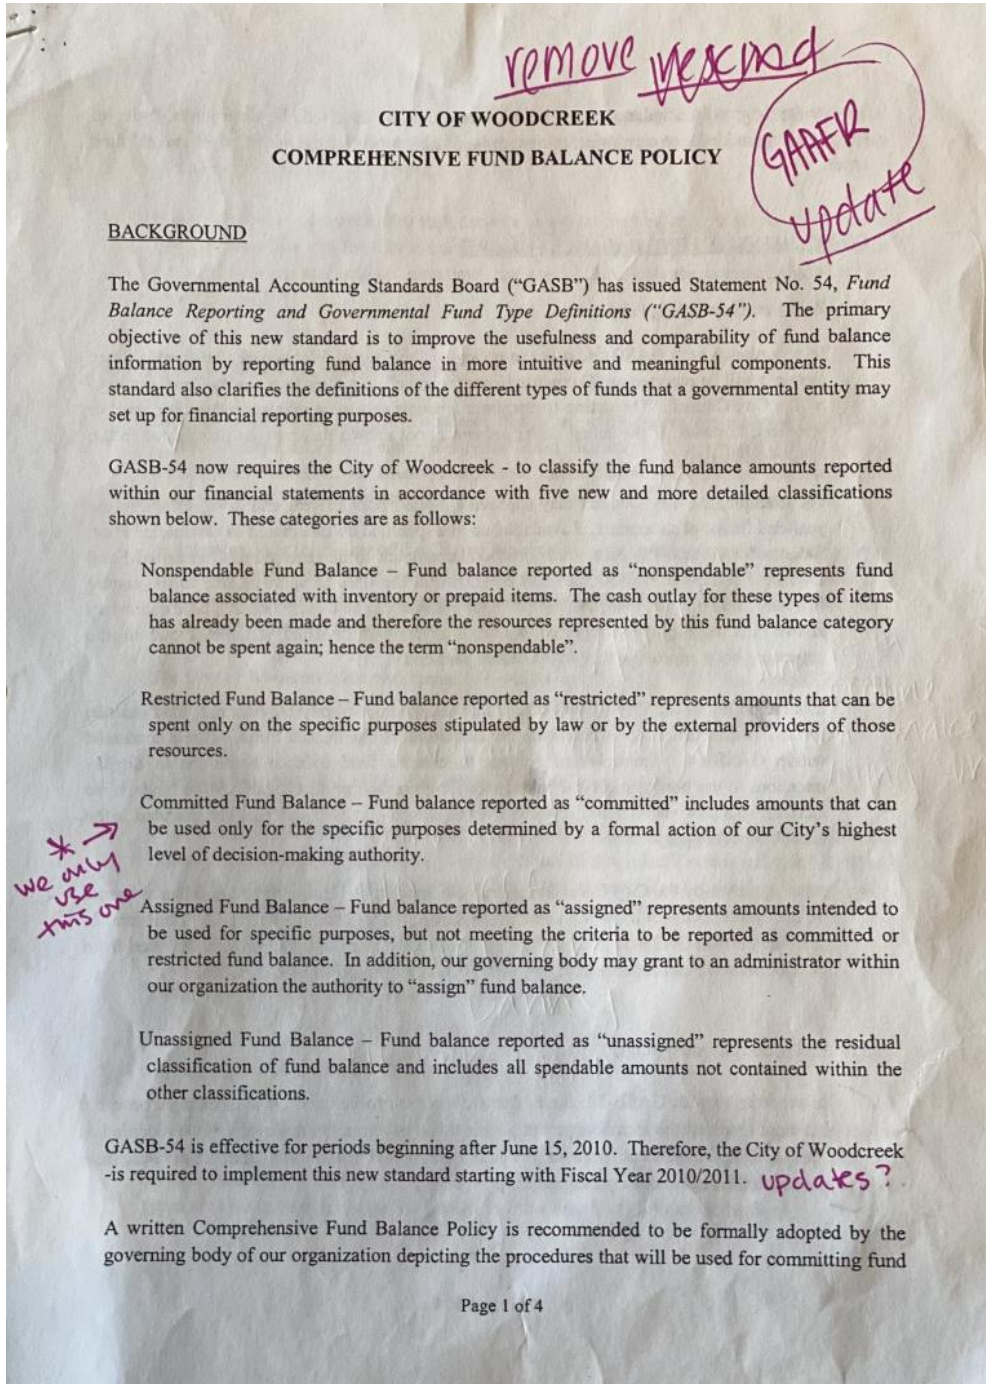 remove rescind
GAAFR
update
CITY OF WOODCREEK
COMPREHENSIVE FUND BALANCE POLICY
BACKGROUND
The Governmental Accounting Standards Board (“GASB”) has issued Statement No. 54, Fund
Balance Reporting and Governmental Fund Type Definitions (“GASB-54”). The primary
objective of this new standard is to improve the usefulness and comparability of fund balance
information by reporting fund balance in more intuitive and meaningful components. This
standard also clarifies the definitions of the different types of funds that a governmental entity may
set up for financial reporting purposes.
GASB-54 now requires the City of Woodcreek - to classify the fund balance amounts reported
within our financial statements in accordance with five new and more detailed classifications
shown below. These categories are as follows:
Nonspendable Fund Balance – Fund balance reported as “nonspendable” represents fund
balance associated with inventory or prepaid items. The cash outlay for these types of items
has already been made and therefore the resources represented by this fund balance category
cannot be spent again; hence the term “nonspendable”.
Restricted Fund Balance – Fund balance reported as “restricted” represents amounts that can be
spent only on the specific purposes stipulated by law or by the external providers of those
resources.
Committed Fund Balance – Fund balance reported as “committed” includes amounts that can
be used only for the specific purposes determined by a formal action of our City’s highest
level of decision-making authority.
* →
we only
use
this one
Assigned Fund Balance – Fund balance reported as “assigned” represents amounts intended to
be used for specific purposes, but not meeting the criteria to be reported as committed or
restricted fund balance. In addition, our governing body may grant to an administrator within
our organization the authority to “assign” fund balance.
Unassigned Fund Balance – Fund balance reported as “unassigned” represents the residual
classification of fund balance and includes all spendable amounts not contained within the
other classifications.
GASB-54 is effective for periods beginning after June 15, 2010. Therefore, the City of Woodcreek
-is required to implement this new standard starting with Fiscal Year 2010/2011. updates?
A written Comprehensive Fund Balance Policy is recommended to be formally adopted by the
governing body of our organization depicting the procedures that will be used for committing fund
Page 1 of 4